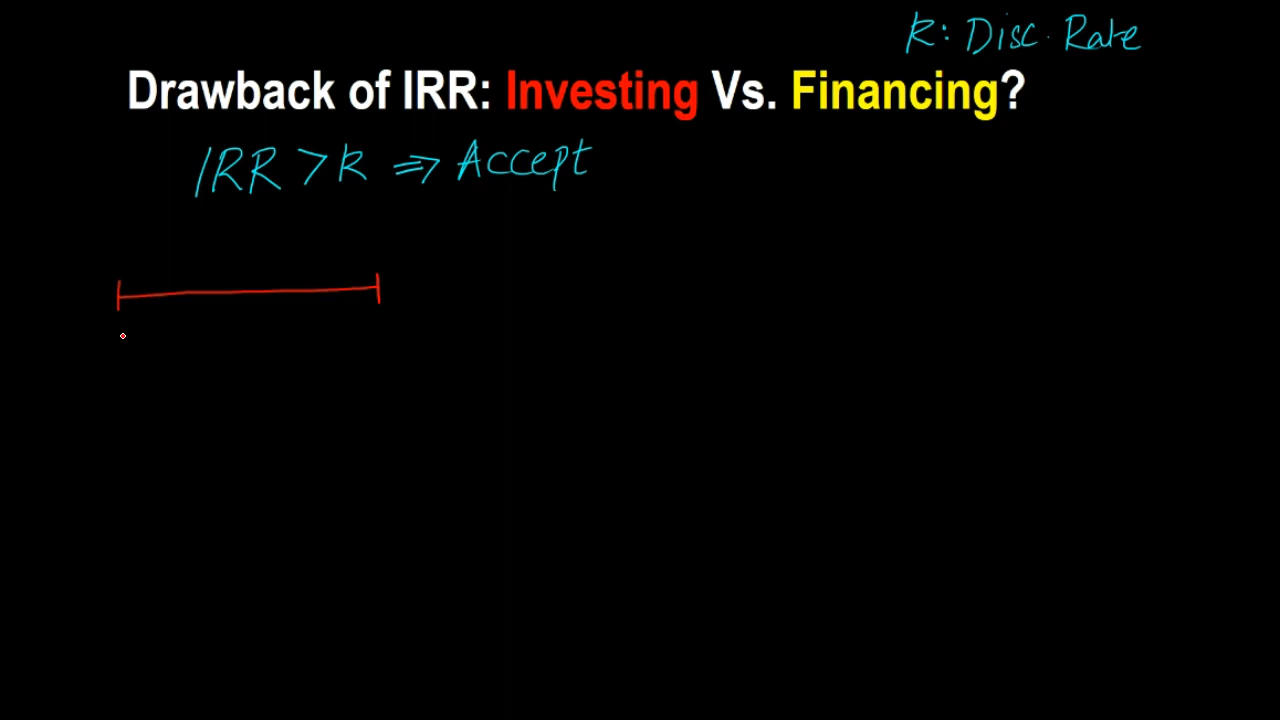 K: Disc. Rate
Drawback of IRR: Investing Vs. Financing?
IRR > K ⇒ Accept